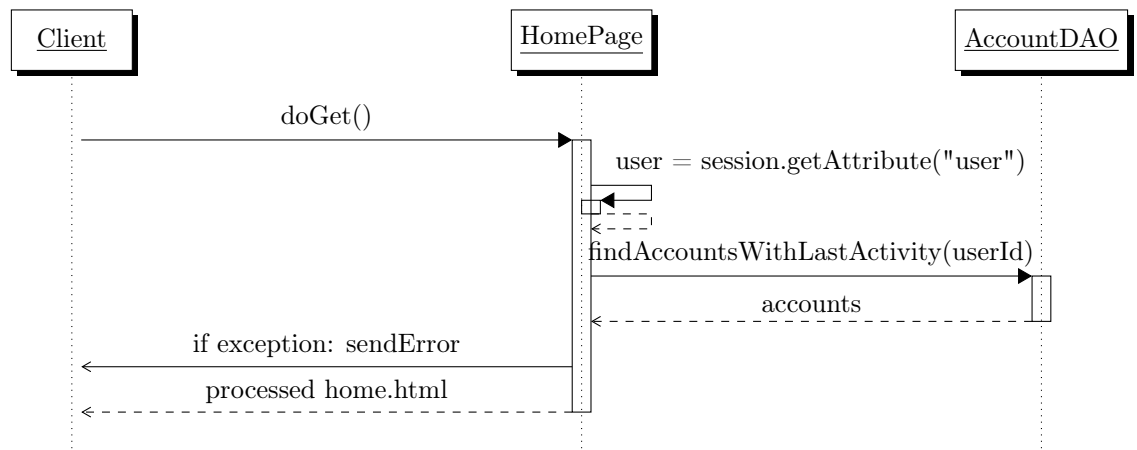 Client
HomePage
AccountDAO
doGet()
user = session.getAttribute("user")
findAccountsWithLastActivity(userId)
accounts
if exception: sendError
processed home.html